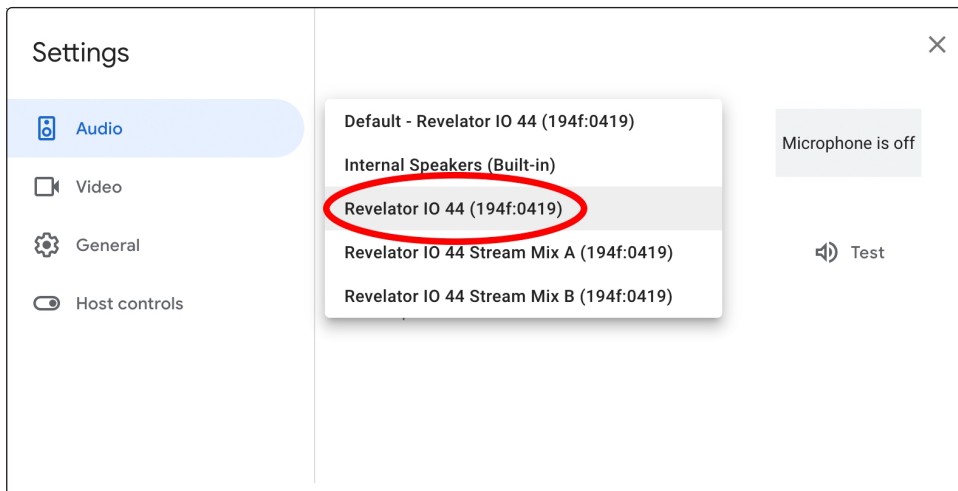 Settings
Audio
Video
General
Host controls
Default - Revelator IO 44 (194f:0419)
Internal Speakers (Built-in)
Revelator IO 44 (194f:0419)
Revelator IO 44 Stream Mix A (194f:0419)
Revelator IO 44 Stream Mix B (194f:0419)
Microphone is off
Test